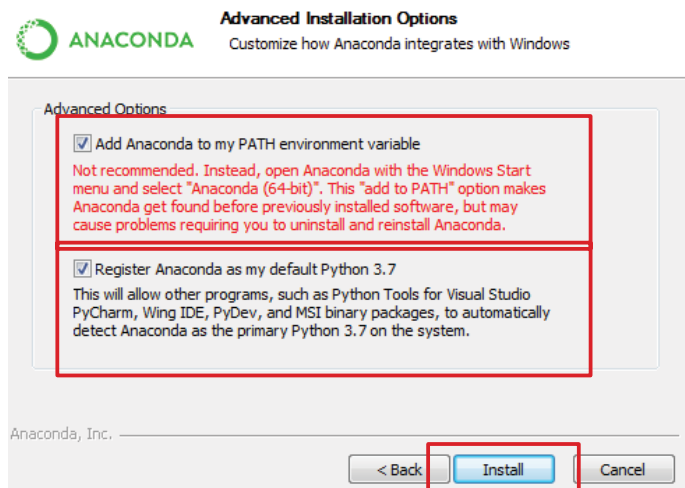 Advanced Installation Options
ANACONDA
Customize how Anaconda integrates with Windows
Advanced Options
Add Anaconda to my PATH environment variable
Not recommended. Instead, open Anaconda with the Windows Start
menu and select "Anaconda (64-bit)". This "add to PATH" option makes
Anaconda get found before previously installed software, but may
cause problems requiring you to uninstall and reinstall Anaconda.
Register Anaconda as my default Python 3.7
This will allow other programs, such as Python Tools for Visual Studio
PyCharm, Wing IDE, PyDev, and MSI binary packages, to automatically
detect Anaconda as the primary Python 3.7 on the system.
Anaconda, Inc.
< Back Install Cancel